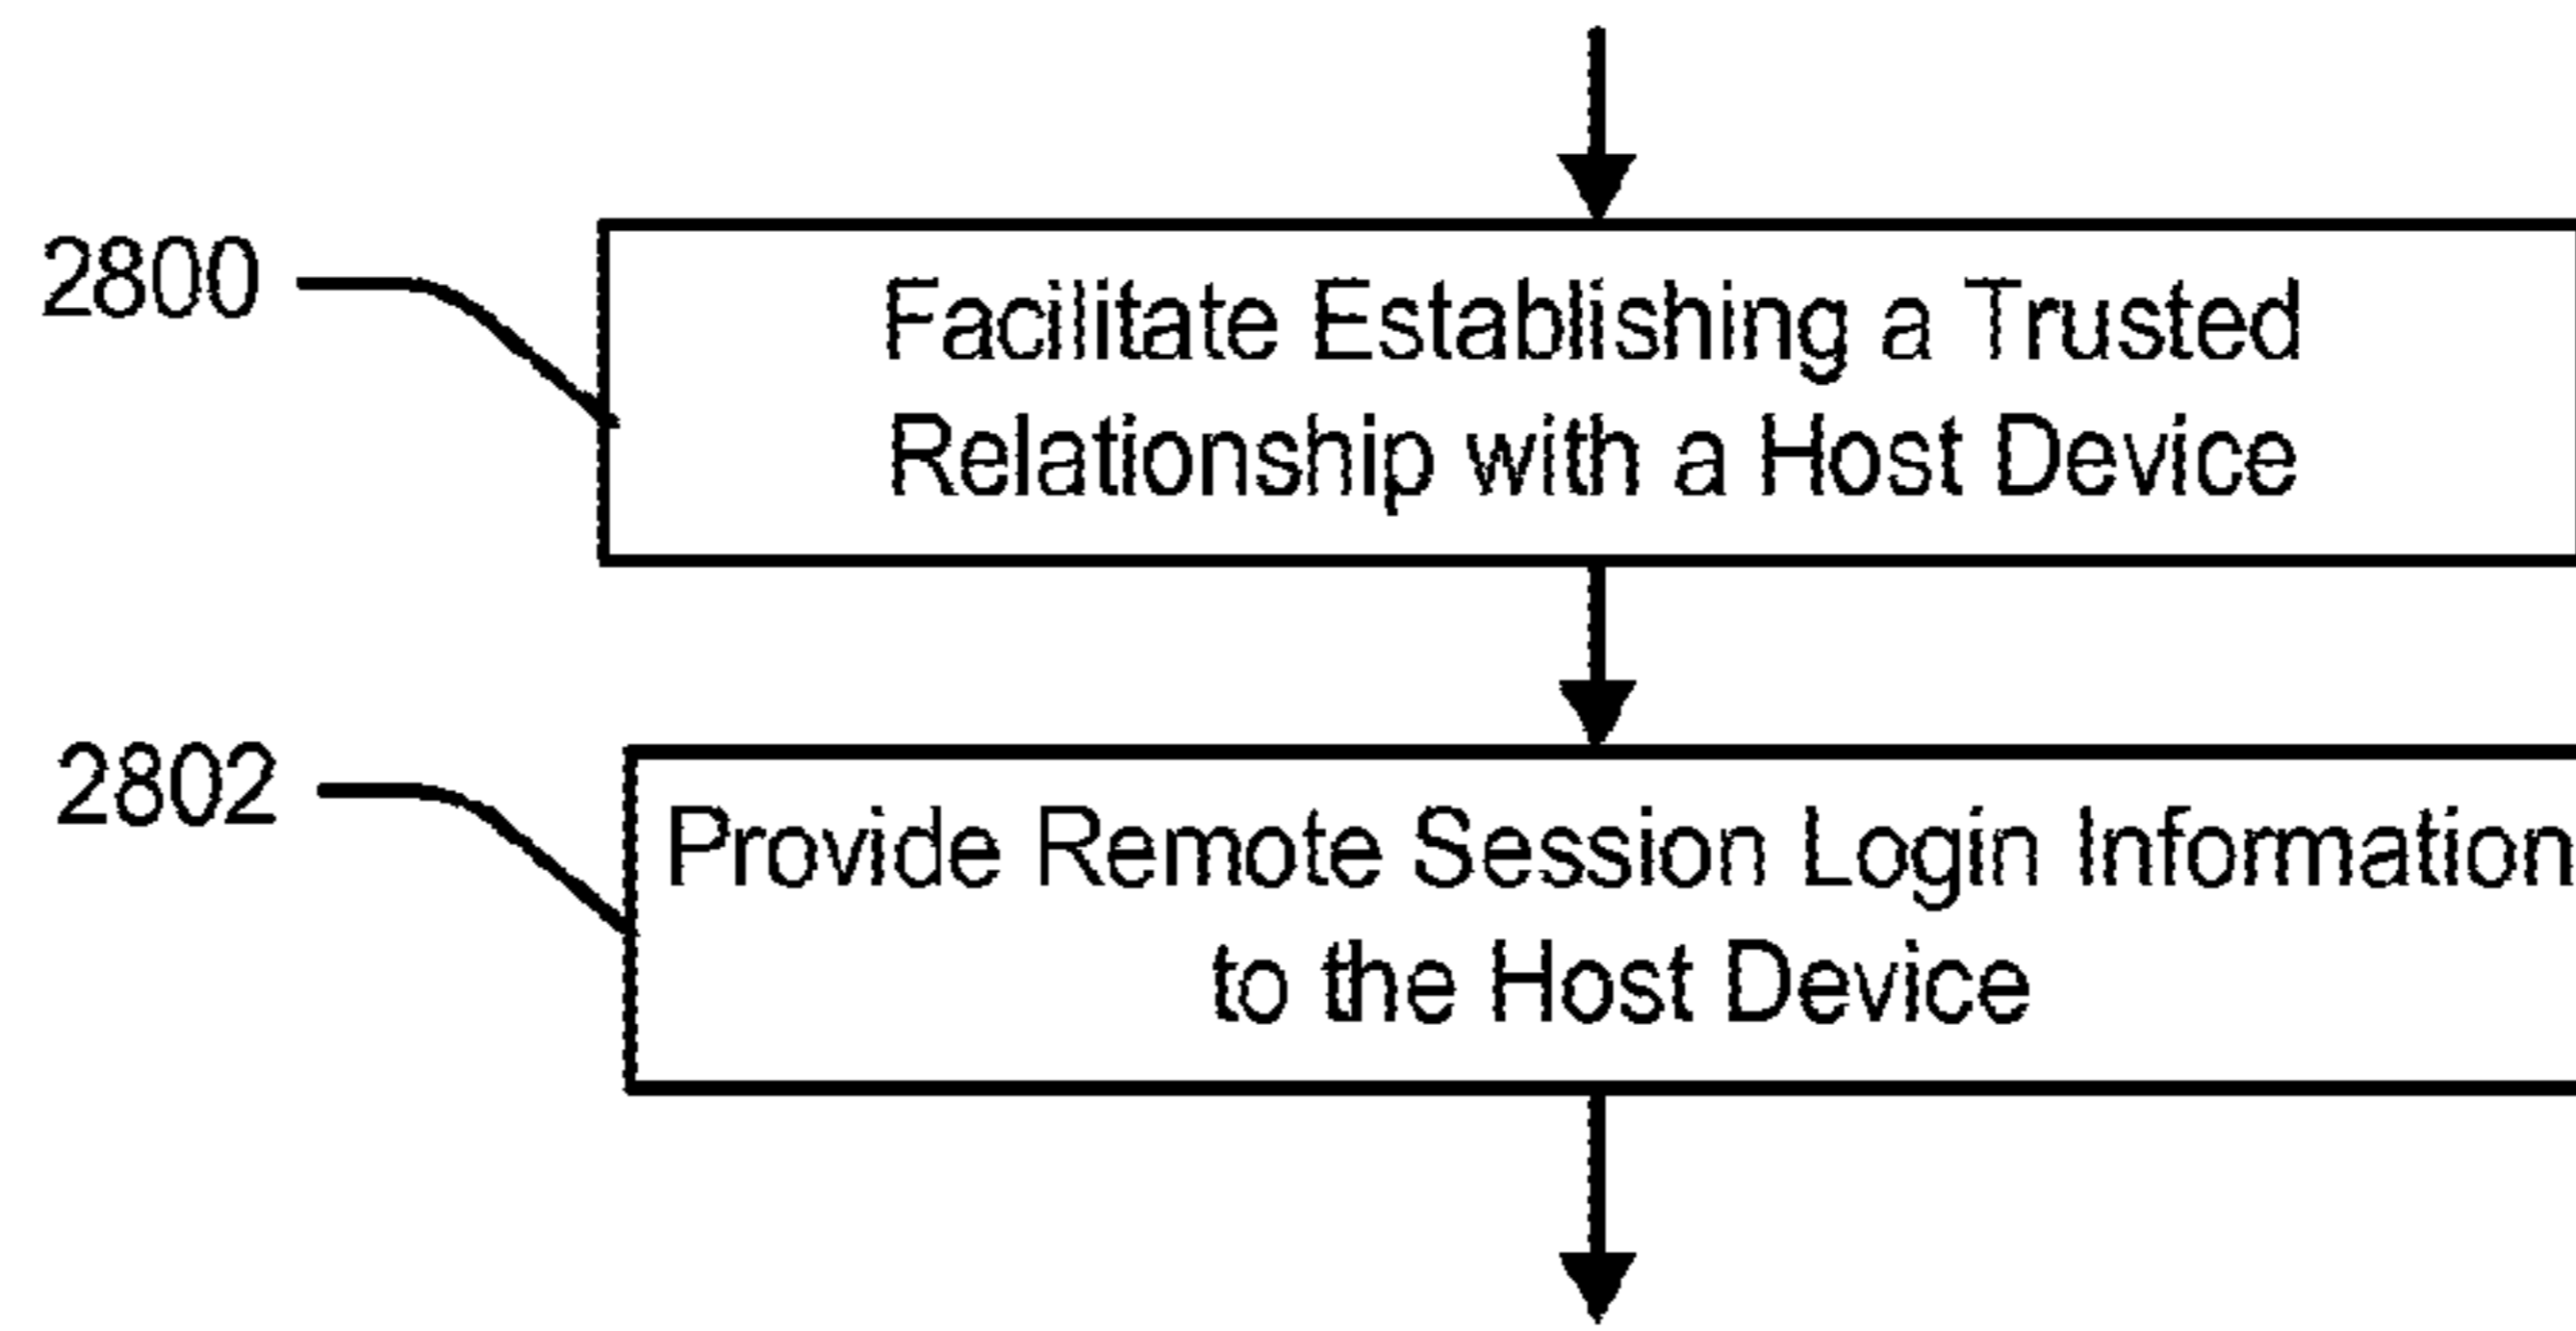 2800
Facilitate Establishing a Trusted
Relationship with a Host Device
2802
Provide Remote Session Login Information
to the Host Device